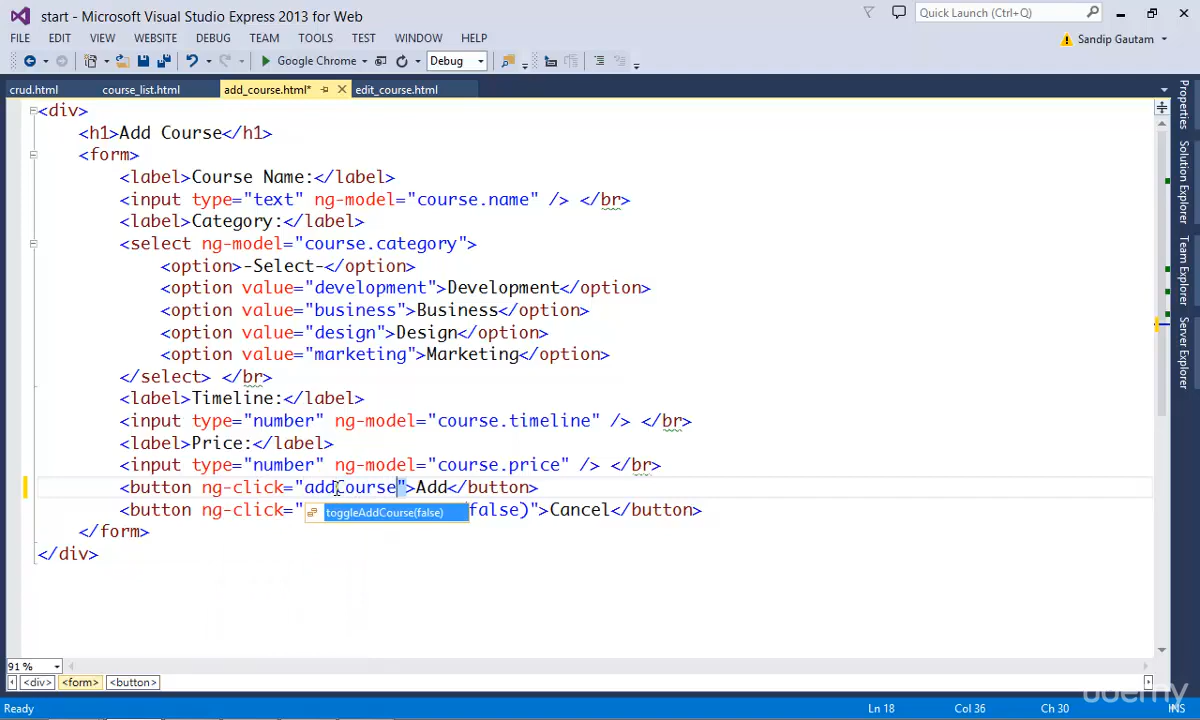 start - Microsoft Visual Studio Express 2013 for Web
Quick Launch (Ctrl+Q)
FILE EDIT VIEW WEBSITE DEBUG TEAM TOOLS TEST WINDOW HELP
Sandip Gautam
Google Chrome Debug
crud.html course_list.html add_course.html* edit_course.html
<div>
<h1>Add Course</h1>
<form>
<label>Course Name:</label>
<input type="text" ng-model="course.name" /> </br>
<label>Category:</label>
<select ng-model="course.category">
<option>-Select-</option>
<option value="development">Development</option>
<option value="business">Business</option>
<option value="design">Design</option>
<option value="marketing">Marketing</option>
</select> </br>
<label>Timeline:</label>
<input type="number" ng-model="course.timeline" /> </br>
<label>Price:</label>
<input type="number" ng-model="course.price" /> </br>
<button ng-click="addCourse">Add</button>
<button ng-click=" false)">Cancel</button>
toggleAddCourse(false)
</form>
</div>
Properties
Solution Explorer
Team Explorer
Server Explorer
91 %
<div> <form> <button>
udemy
Ready Ln 18 Col 36 Ch 30 INS